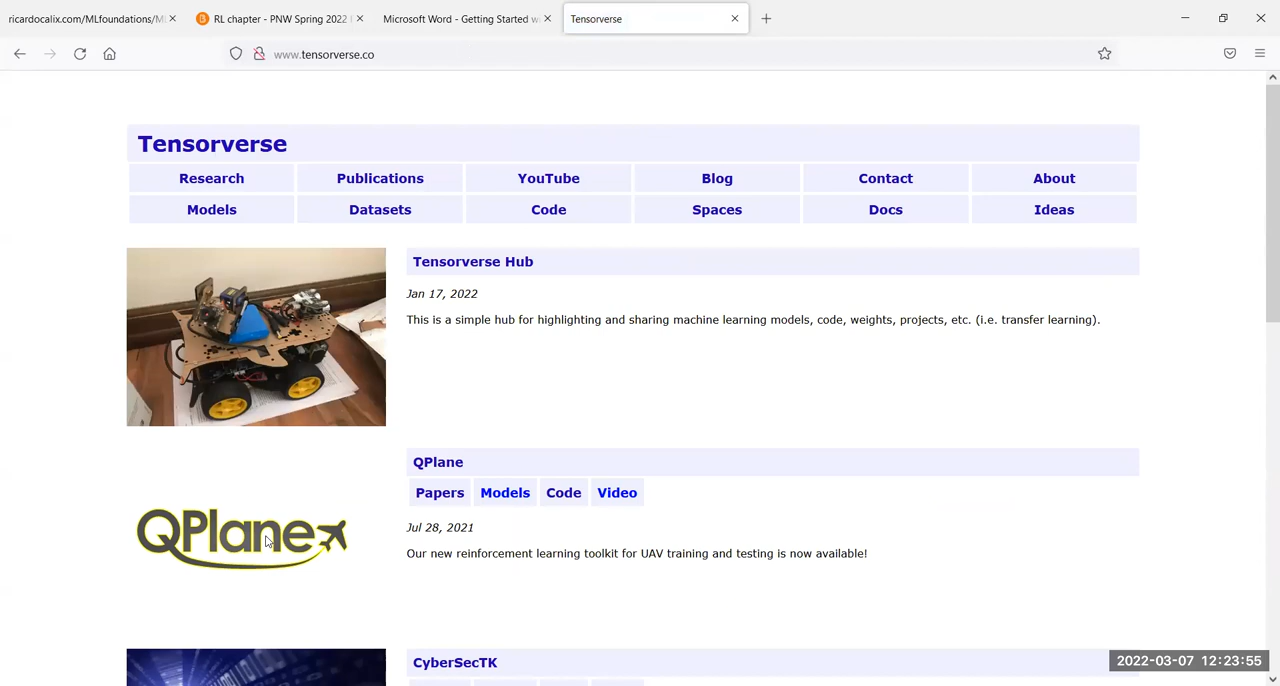 ricardocalix.com/MLfoundations/M
RL chapter - PNW Spring 2022
Microsoft Word - Getting Started w
Tensorverse
www.tensorverse.co
Tensorverse
Research Publications YouTube Blog Contact About
Models Datasets Code Spaces Docs Ideas
Tensorverse Hub
Jan 17, 2022
This is a simple hub for highlighting and sharing machine learning models, code, weights, projects, etc. (i.e. transfer learning).
QPlane
QPlane
Papers Models Code Video
Jul 28, 2021
Our new reinforcement learning toolkit for UAV training and testing is now available!
CyberSecTK
2022-03-07 12:23:55